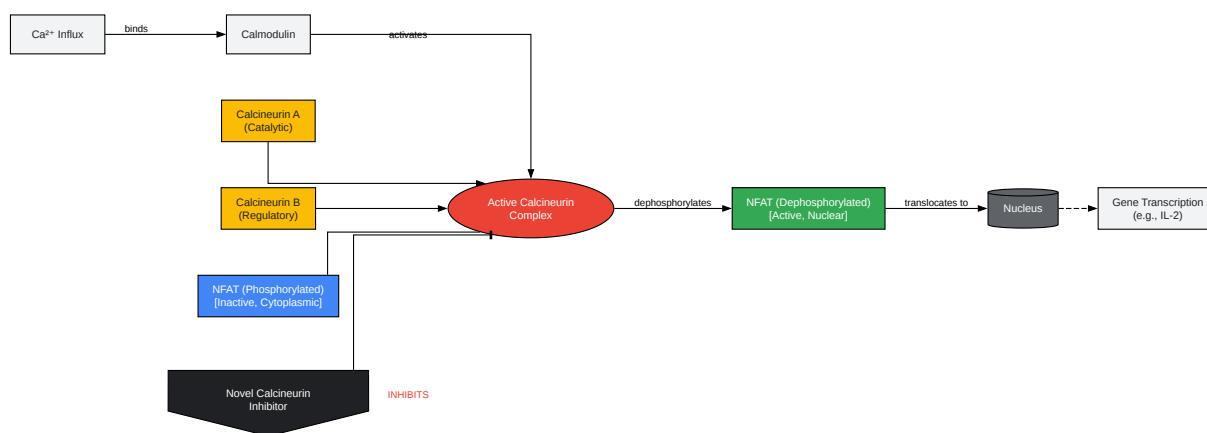 Ca²⁺ Influx
binds
Calmodulin
activates
Calcineurin A
(Catalytic)
Calcineurin B
(Regulatory)
Active Calcineurin
Complex
dephosphorylates
NFAT (Dephosphorylated)
[Active, Nuclear]
translocates to
Nucleus
Gene Transcription
(e.g., IL-2)
NFAT (Phosphorylated)
[Inactive, Cytoplasmic]
Novel Calcineurin
Inhibitor
INHIBITS